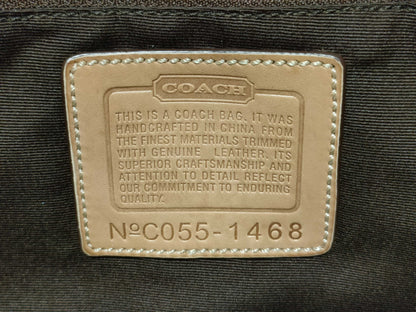 COACH
THIS IS A COACH BAG. IT WAS
HANDCRAFTED IN CHINA FROM
THE FINEST MATERIALS TRIMMED
WITH GENUINE LEATHER. ITS
SUPERIOR CRAFTSMANSHIP AND
ATTENTION TO DETAIL REFLECT
OUR COMMITMENT TO ENDURING
QUALITY.
NºC055-1468